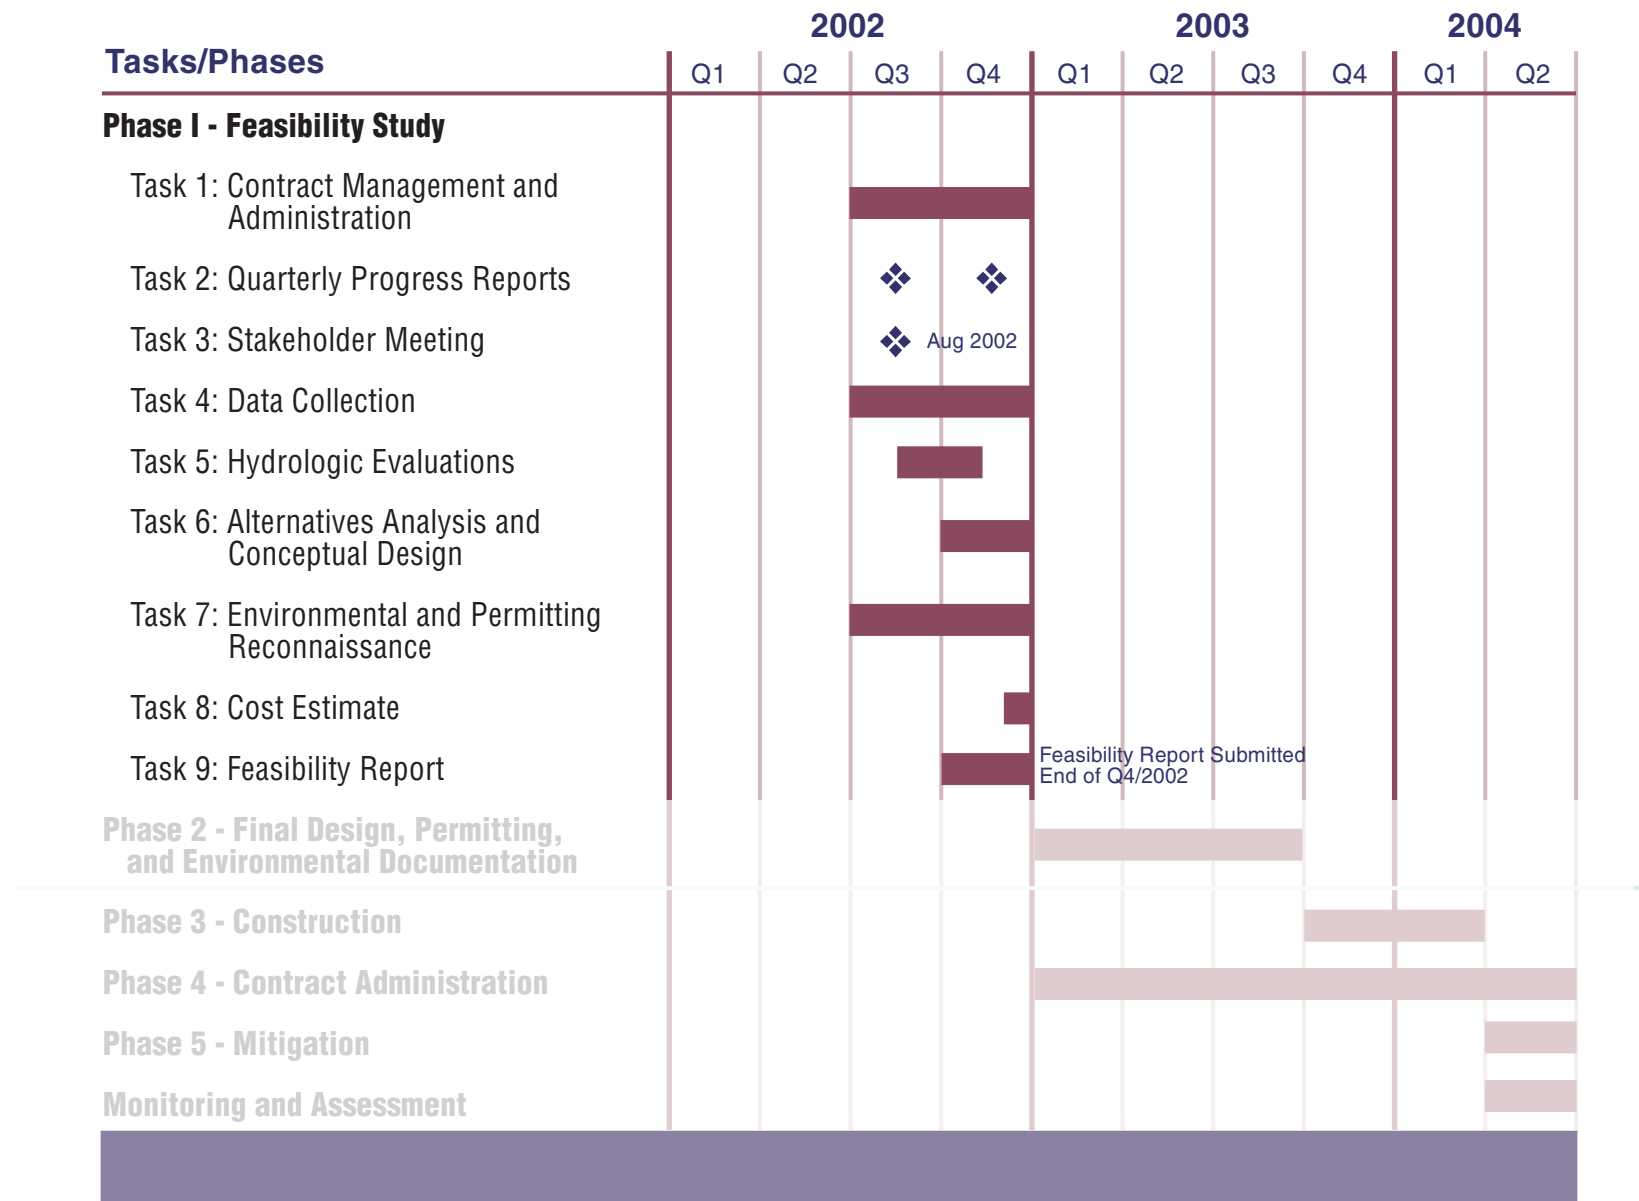 2002 2003 2004
Tasks/Phases
Q1 Q2 Q3 Q4 Q1 Q2 Q3 Q4 Q1 Q2
Phase I - Feasibility Study
Task 1: Contract Management and
Administration
Task 2: Quarterly Progress Reports
Task 3: Stakeholder Meeting
Aug 2002
Task 4: Data Collection
Task 5: Hydrologic Evaluations
Task 6: Alternatives Analysis and
Conceptual Design
Task 7: Environmental and Permitting
Reconnaissance
Task 8: Cost Estimate
Task 9: Feasibility Report
Feasibility Report Submitted
End of Q4/2002
Phase 2 - Final Design, Permitting,
and Environmental Documentation
Phase 3 - Construction
Phase 4 - Contract Administration
Phase 5 - Mitigation
Monitoring and Assessment